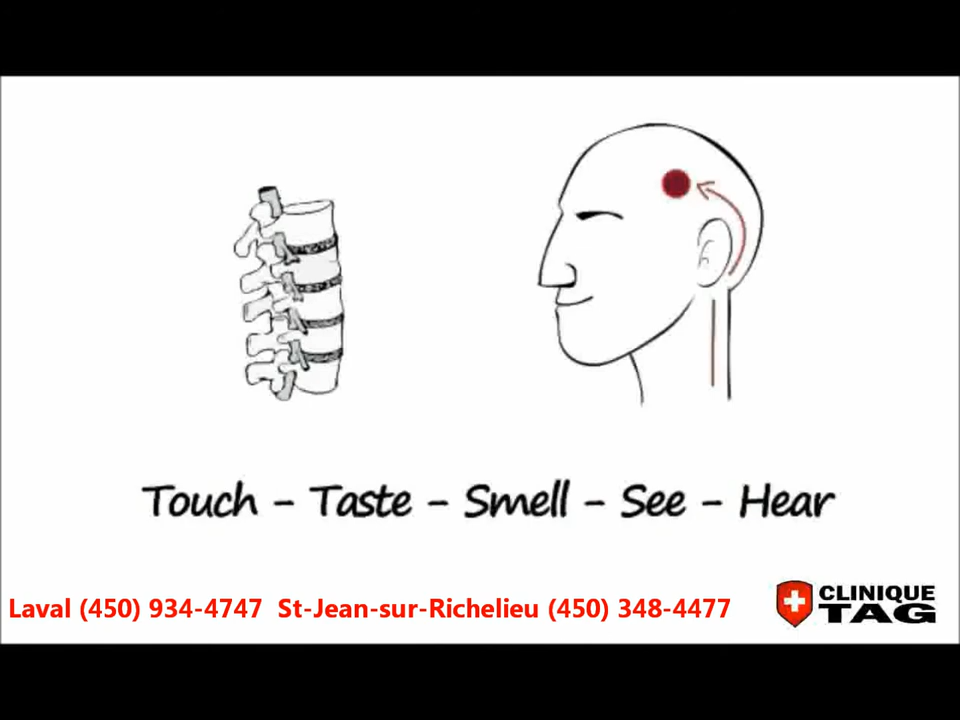 Touch - Taste - Smell - See - Hear
Laval (450) 934-4747 St-Jean-sur-Richelieu (450) 348-4477
CLINIQUE
TAG